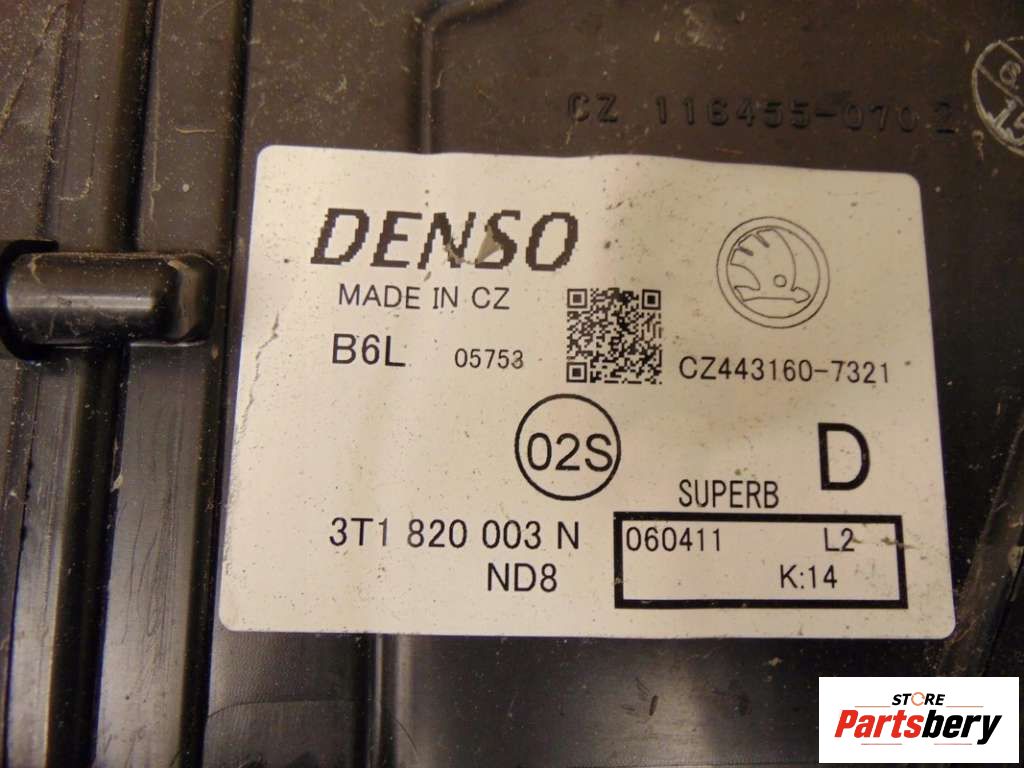 CZ 116455-0702
DENSO
MADE IN CZ
B6L 05753
CZ443160-7321
02S
D
SUPERB
3T1 820 003 N
060411 L2
ND8
K:14
STORE
Partsbery